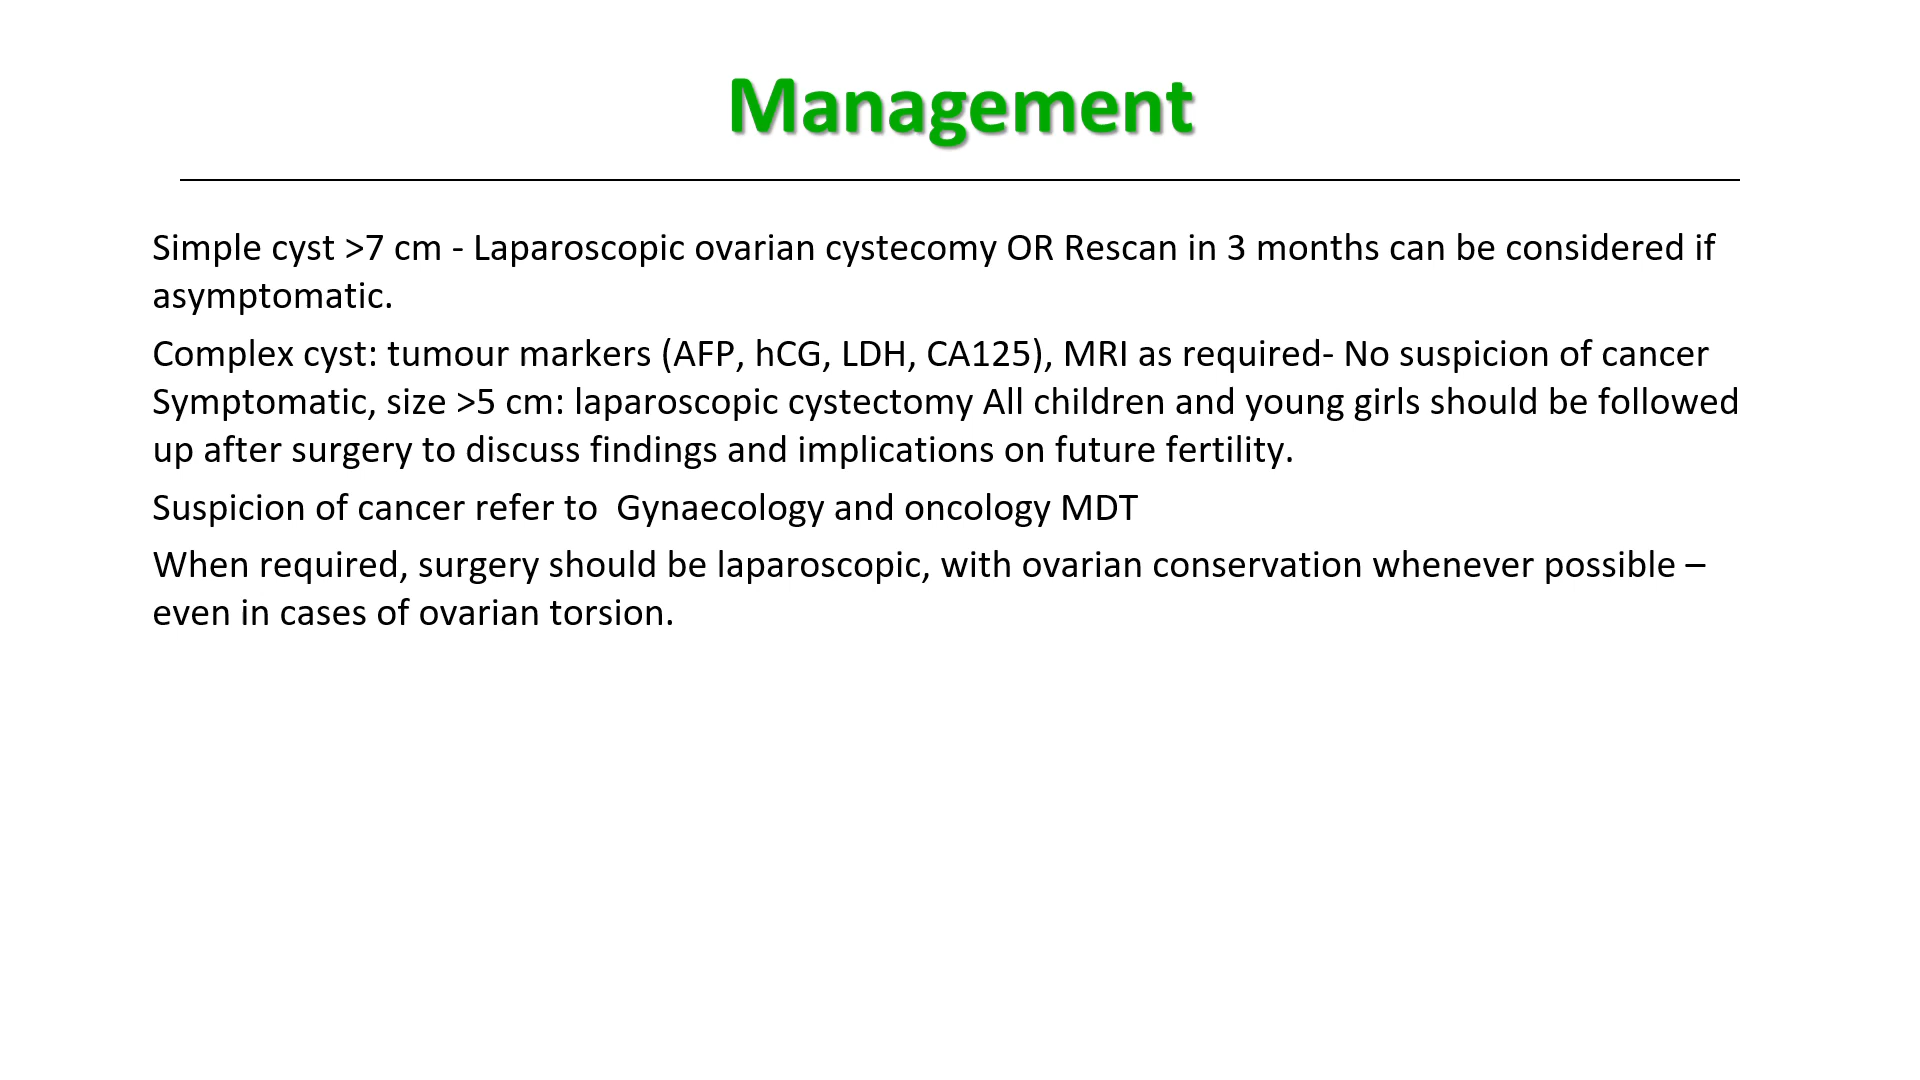 Management
Simple cyst >7 cm - Laparoscopic ovarian cystecomy OR Rescan in 3 months can be considered if
asymptomatic.
Complex cyst: tumour markers (AFP, hCG, LDH, CA125), MRI as required- No suspicion of cancer
Symptomatic, size >5 cm: laparoscopic cystectomy All children and young girls should be followed
up after surgery to discuss findings and implications on future fertility.
Suspicion of cancer refer to  Gynaecology and oncology MDT
When required, surgery should be laparoscopic, with ovarian conservation whenever possible –
even in cases of ovarian torsion.